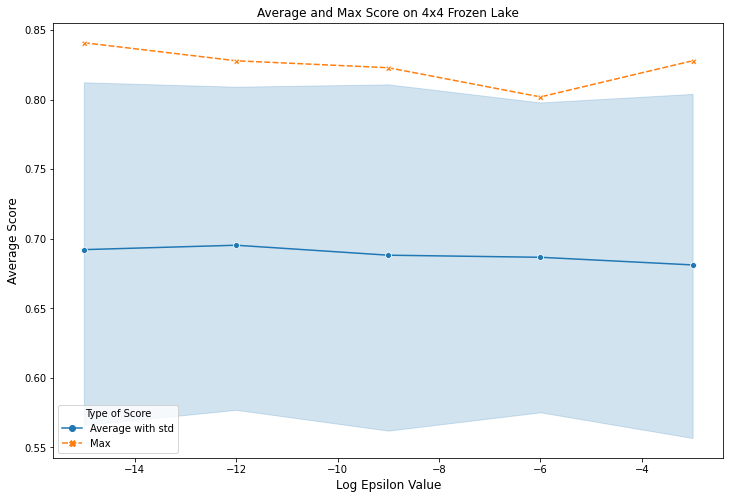 Average and Max Score on 4x4 Frozen Lake
0.85
0.80
0.75
0.70
0.65
0.60
0.55
Average Score
Type of Score
Average with std
Max
−14
−12
−10
−8
−6
−4
Log Epsilon Value